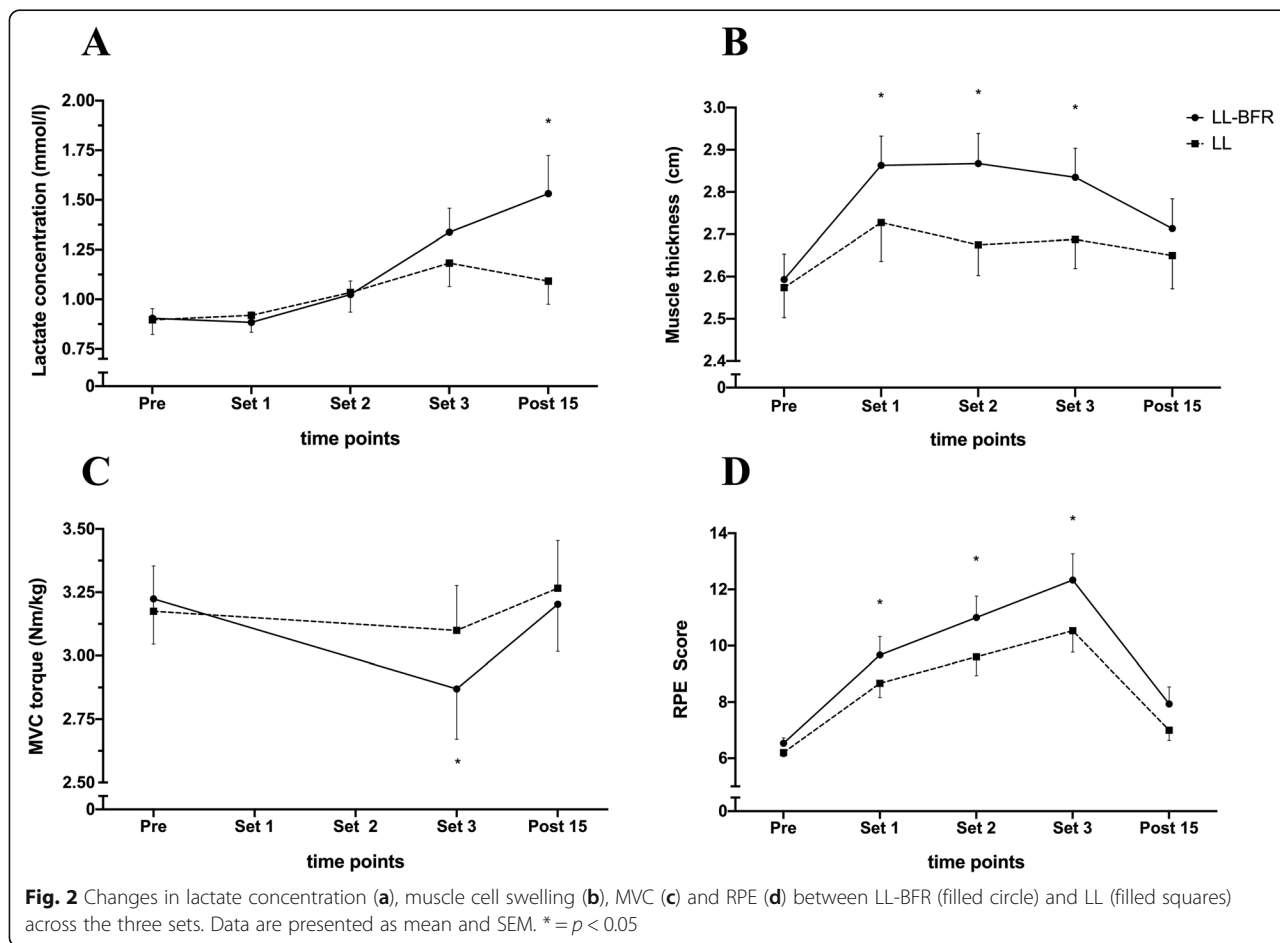 A
Lactate concentration (mmol/l)
2.00
1.75
1.50
1.25
1.00
0.75
0
*
Pre Set 1 Set 2 Set 3 Post 15
time points
B
Muscle thickness (cm)
3.0
2.9
2.8
2.7
2.6
2.5
2.4
0
* * *
LL-BFR
LL
Pre Set 1 Set 2 Set 3 Post 15
time points
C
MVC torque (Nm/kg)
3.50
3.25
3.00
2.75
2.50
0
*
Pre Set 1 Set 2 Set 3 Post 15
time points
D
RPE Score
14
12
10
8
6
0
* * *
Pre Set 1 Set 2 Set 3 Post 15
time points
Fig. 2 Changes in lactate concentration (a), muscle cell swelling (b), MVC (c) and RPE (d) between LL-BFR (filled circle) and LL (filled squares)
across the three sets. Data are presented as mean and SEM. * = p < 0.05